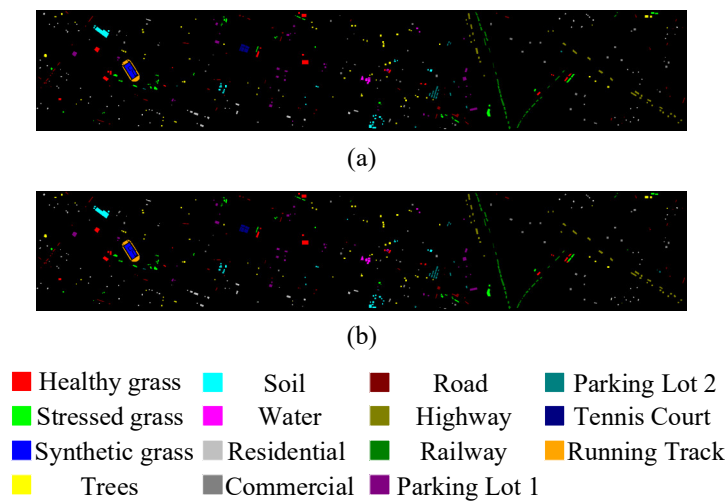 (a)
(b)
Healthy grass Soil Road Parking Lot 2
Stressed grass Water Highway Tennis Court
Synthetic grass Residential Railway Running Track
Trees Commercial Parking Lot 1